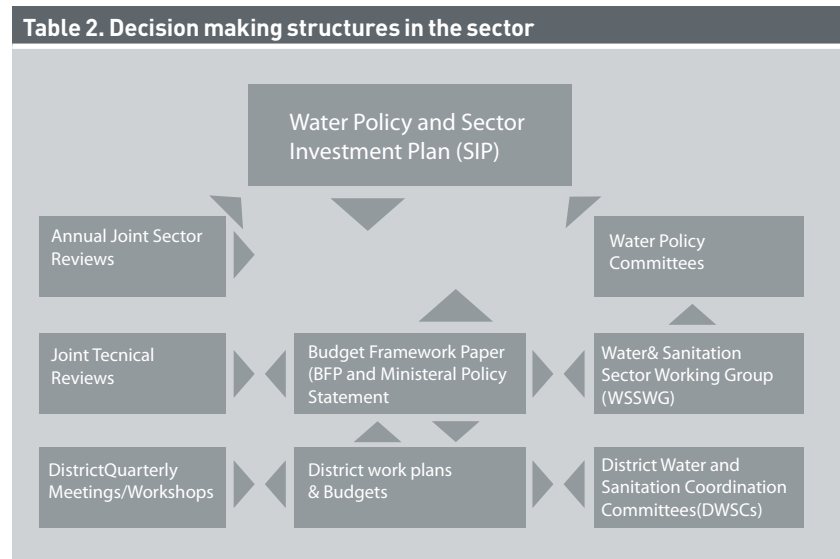 Table 2. Decision making structures in the sector
Water Policy and Sector
Investment Plan (SIP)
Annual Joint Sector
Reviews
Water Policy
Committees
Joint Tecnical
Reviews
Budget Framework Paper
(BFP and Ministeral Policy
Statement
Water& Sanitation
Sector Working Group
(WSSWG)
DistrictQuarterly
Meetings/Workshops
District work plans
& Budgets
District Water and
Sanitation Coordination
Committees(DWSCs)